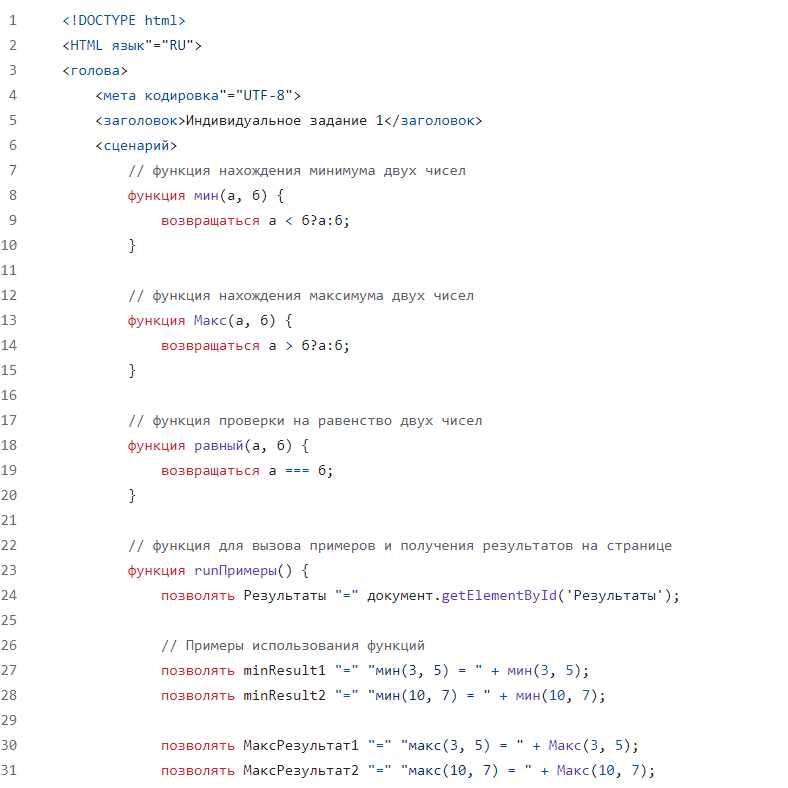 1 <!DOCTYPE html>
2 <HTML язык"="RU">
3 <голова>
4 <мета кодировка"="UTF-8">
5 <заголовок>Индивидуальное задание 1</заголовок>
6 <сценарий>
7 // функция нахождения минимума двух чисел
8 функция мин(а, б) {
9 возвращаться а < б?а:б;
10 }
11
12 // функция нахождения максимума двух чисел
13 функция Макс(а, б) {
14 возвращаться а > б?а:б;
15 }
16
17 // функция проверки на равенство двух чисел
18 функция равный(а, б) {
19 возвращаться а === б;
20 }
21
22 // функция для вызова примеров и получения результатов на странице
23 функция runПримеры() {
24 позволять Результаты "=" документ.getElementById('Результаты');
25
26 // Примеры использования функций
27 позволять minResult1 "=" "мин(3, 5) = " + мин(3, 5);
28 позволять minResult2 "=" "мин(10, 7) = " + мин(10, 7);
29
30 позволять МаксРезультат1 "=" "макс(3, 5) = " + Макс(3, 5);
31 позволять МаксРезультат2 "=" "макс(10, 7) = " + Макс(10, 7);